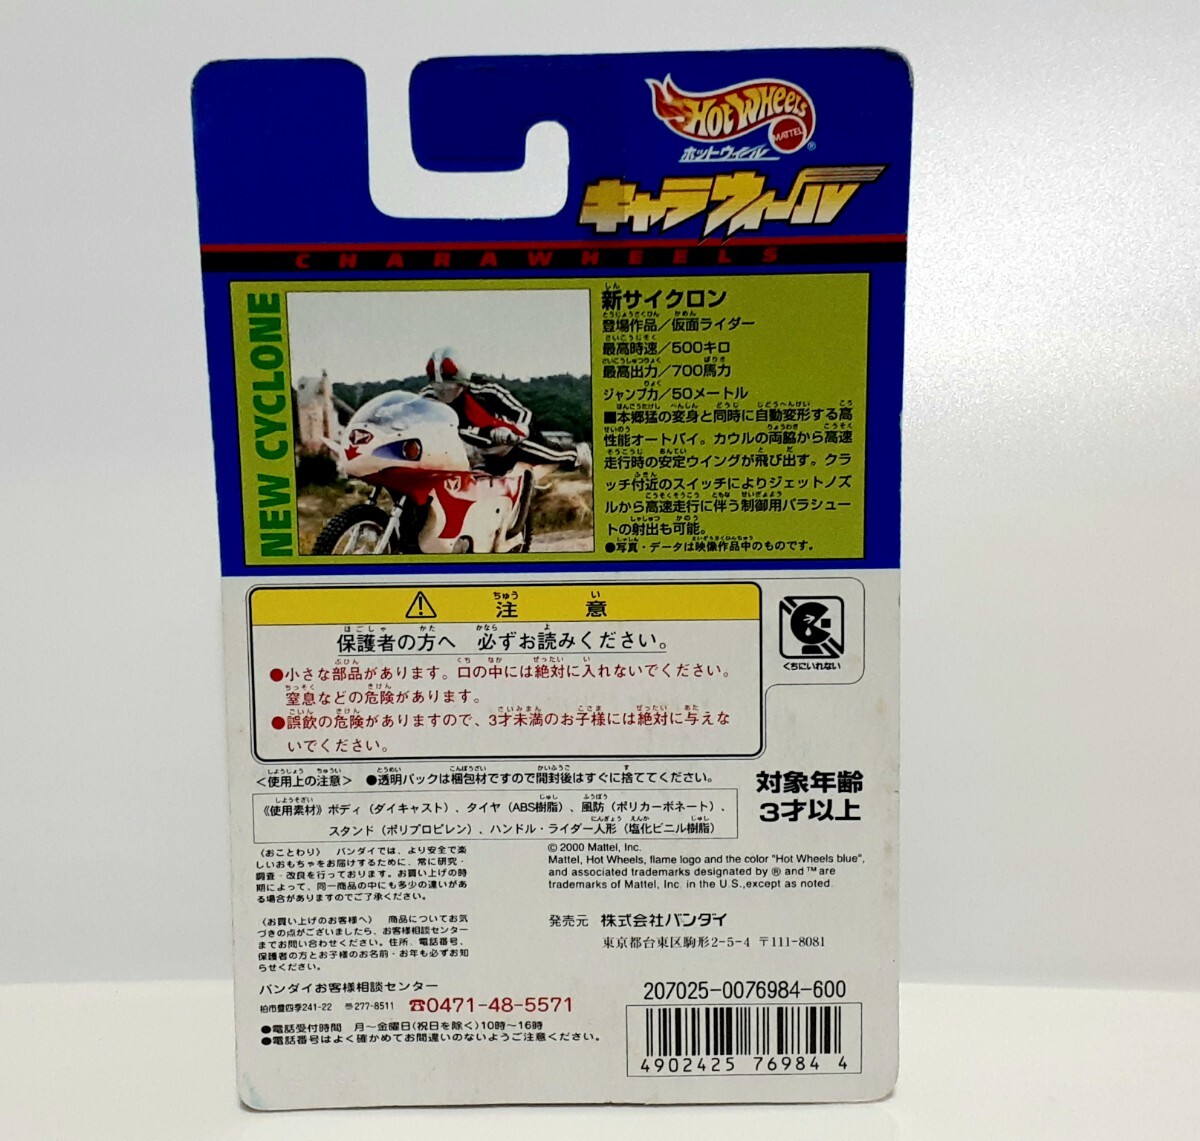 HOT WHEELS
MATTEL
®
ホットウィール
キャラウィール
CHARAWHEELS
NEW CYCLONE
新サイクロン
登場作品/仮面ライダー
最高時速/500キロ
最高出力/700馬力
ジャンプ力/50メートル
■本郷猛の変身と同時に自動変形する高
性能オートバイ。カウルの両脇から高速
走行時の安定ウイングが飛び出す。クラ
ッチ付近のスイッチによりジェットノズ
ルから高速走行に伴う制御用パラシュー
トの射出も可能。
●写真・データは映像作品中のものです。
注意
保護者の方へ 必ずお読みください。
●小さな部品があります。口の中には絶対に入れないでください。
窒息などの危険があります。
●誤飲の危険がありますので、3才未満のお子様には絶対に与えな
いでください。
くちにいれない
<使用上の注意> ●透明パックは梱包材ですので開封後はすぐに捨ててください。
《使用素材》ボディ(ダイキャスト)、タイヤ(ABS樹脂)、風防(ポリカーボネート)、
スタンド(ポリプロピレン)、ハンドル・ライダー人形(塩化ビニル樹脂)
対象年齢
3才以上
〈おことわり〉 バンダイでは、より安全で楽
しいおもちゃをお届けするために、常に研究・
調査・改良を行っております。お買い上げの時
期によって、同一商品の中にも多少の違いがあ
る場合がありますのでご了承ください。
〈お買い上げのお客様へ〉 商品についてお気
づきの点がございましたら、お客様相談センター
までお問い合わせください。住所、電話番号、
保護者の方とお子様のお名前・お年も必ずお知
らせください。
© 2000 Mattel, Inc.
Mattel, Hot Wheels, flame logo and the color "Hot Wheels blue",
and associated trademarks designated by ® and ™ are
trademarks of Mattel, Inc. in the U.S.,except as noted.
発売元 株式会社バンダイ
東京都台東区駒形2-5-4 〒111-8081
バンダイお客様相談センター
柏市豊四季241-22 〒277-8511 ☎0471-48-5571
●電話受付時間 月〜金曜日(祝日を除く)10時〜16時
●電話番号はよく確かめてお間違いのないようご注意ください。
207025-0076984-600
4902425 76984 4